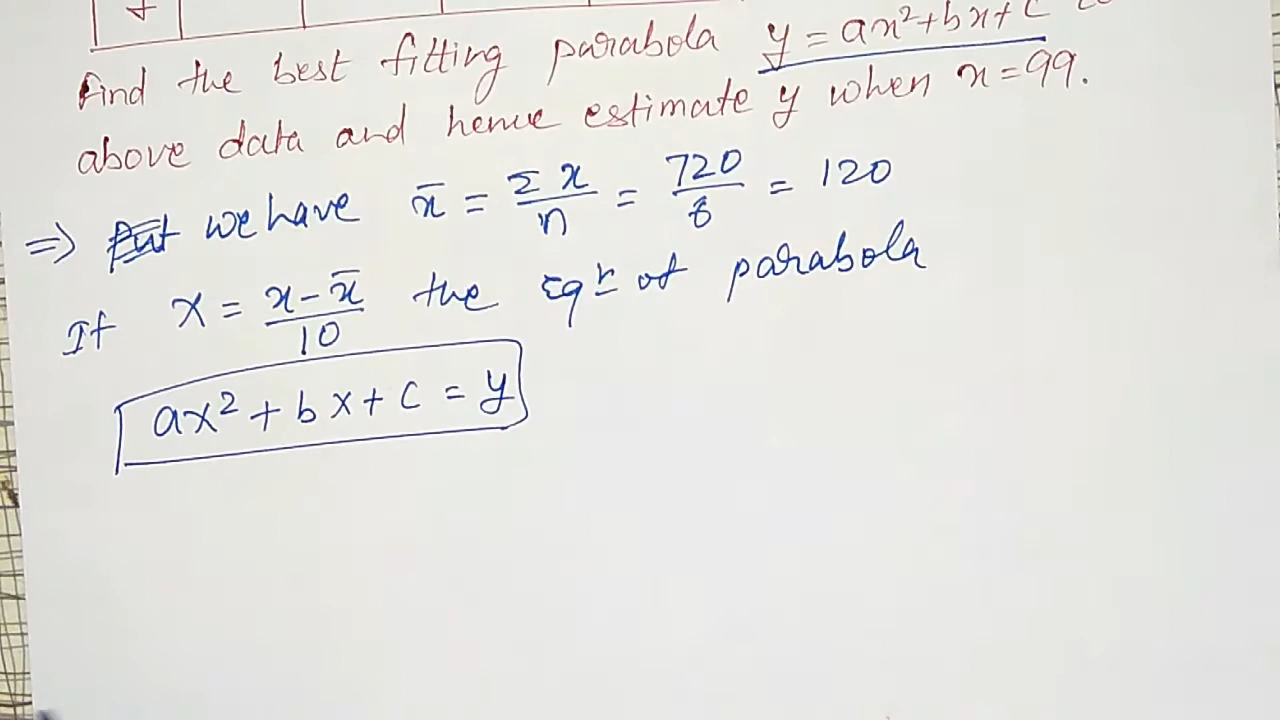 Find the best fitting parabola y = ax² + bx + c
above data and hence estimate y when x = 99.
⇒ we have x̄ = Σx/n = 720/6 = 120
If X = x - x̄/10 the Eqn of parabola
ax² + bx + c = y